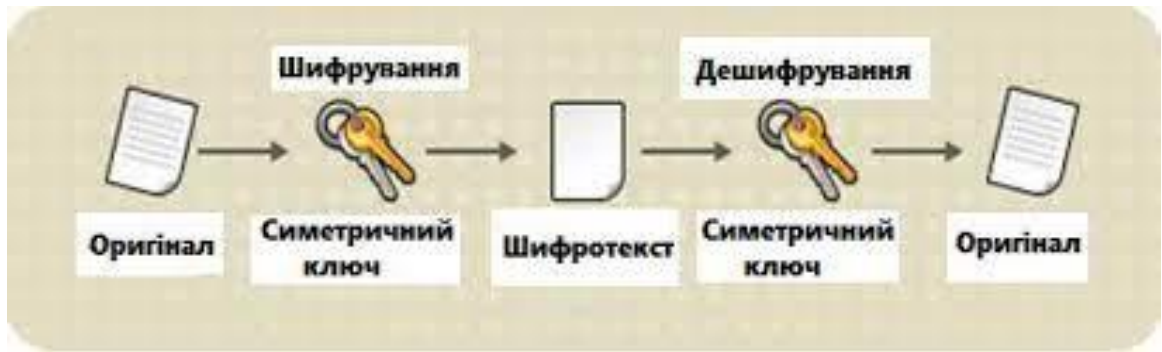 Шифрування
Дешифрування
Оригінал
Симетричний
ключ
Шифротекст
Симетричний
ключ
Оригінал